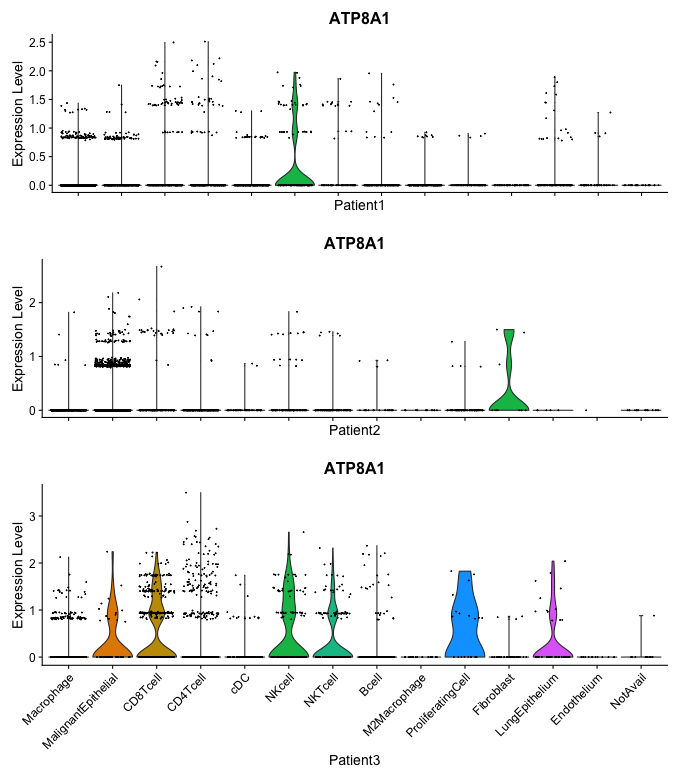 ATP8A1
Expression Level
2.5
2.0
1.5
1.0
0.5
0.0
Patient1
ATP8A1
Expression Level
2
1
0
Patient2
ATP8A1
Expression Level
3
2
1
0
Macrophage
MalignantEpithelial
CD8Tcell
CD4Tcell
cDC
NKcell
NKTcell
Bcell
M2Macrophage
ProliferatingCell
Fibroblast
LungEpithelium
Endothelium
NotAvail
Patient3